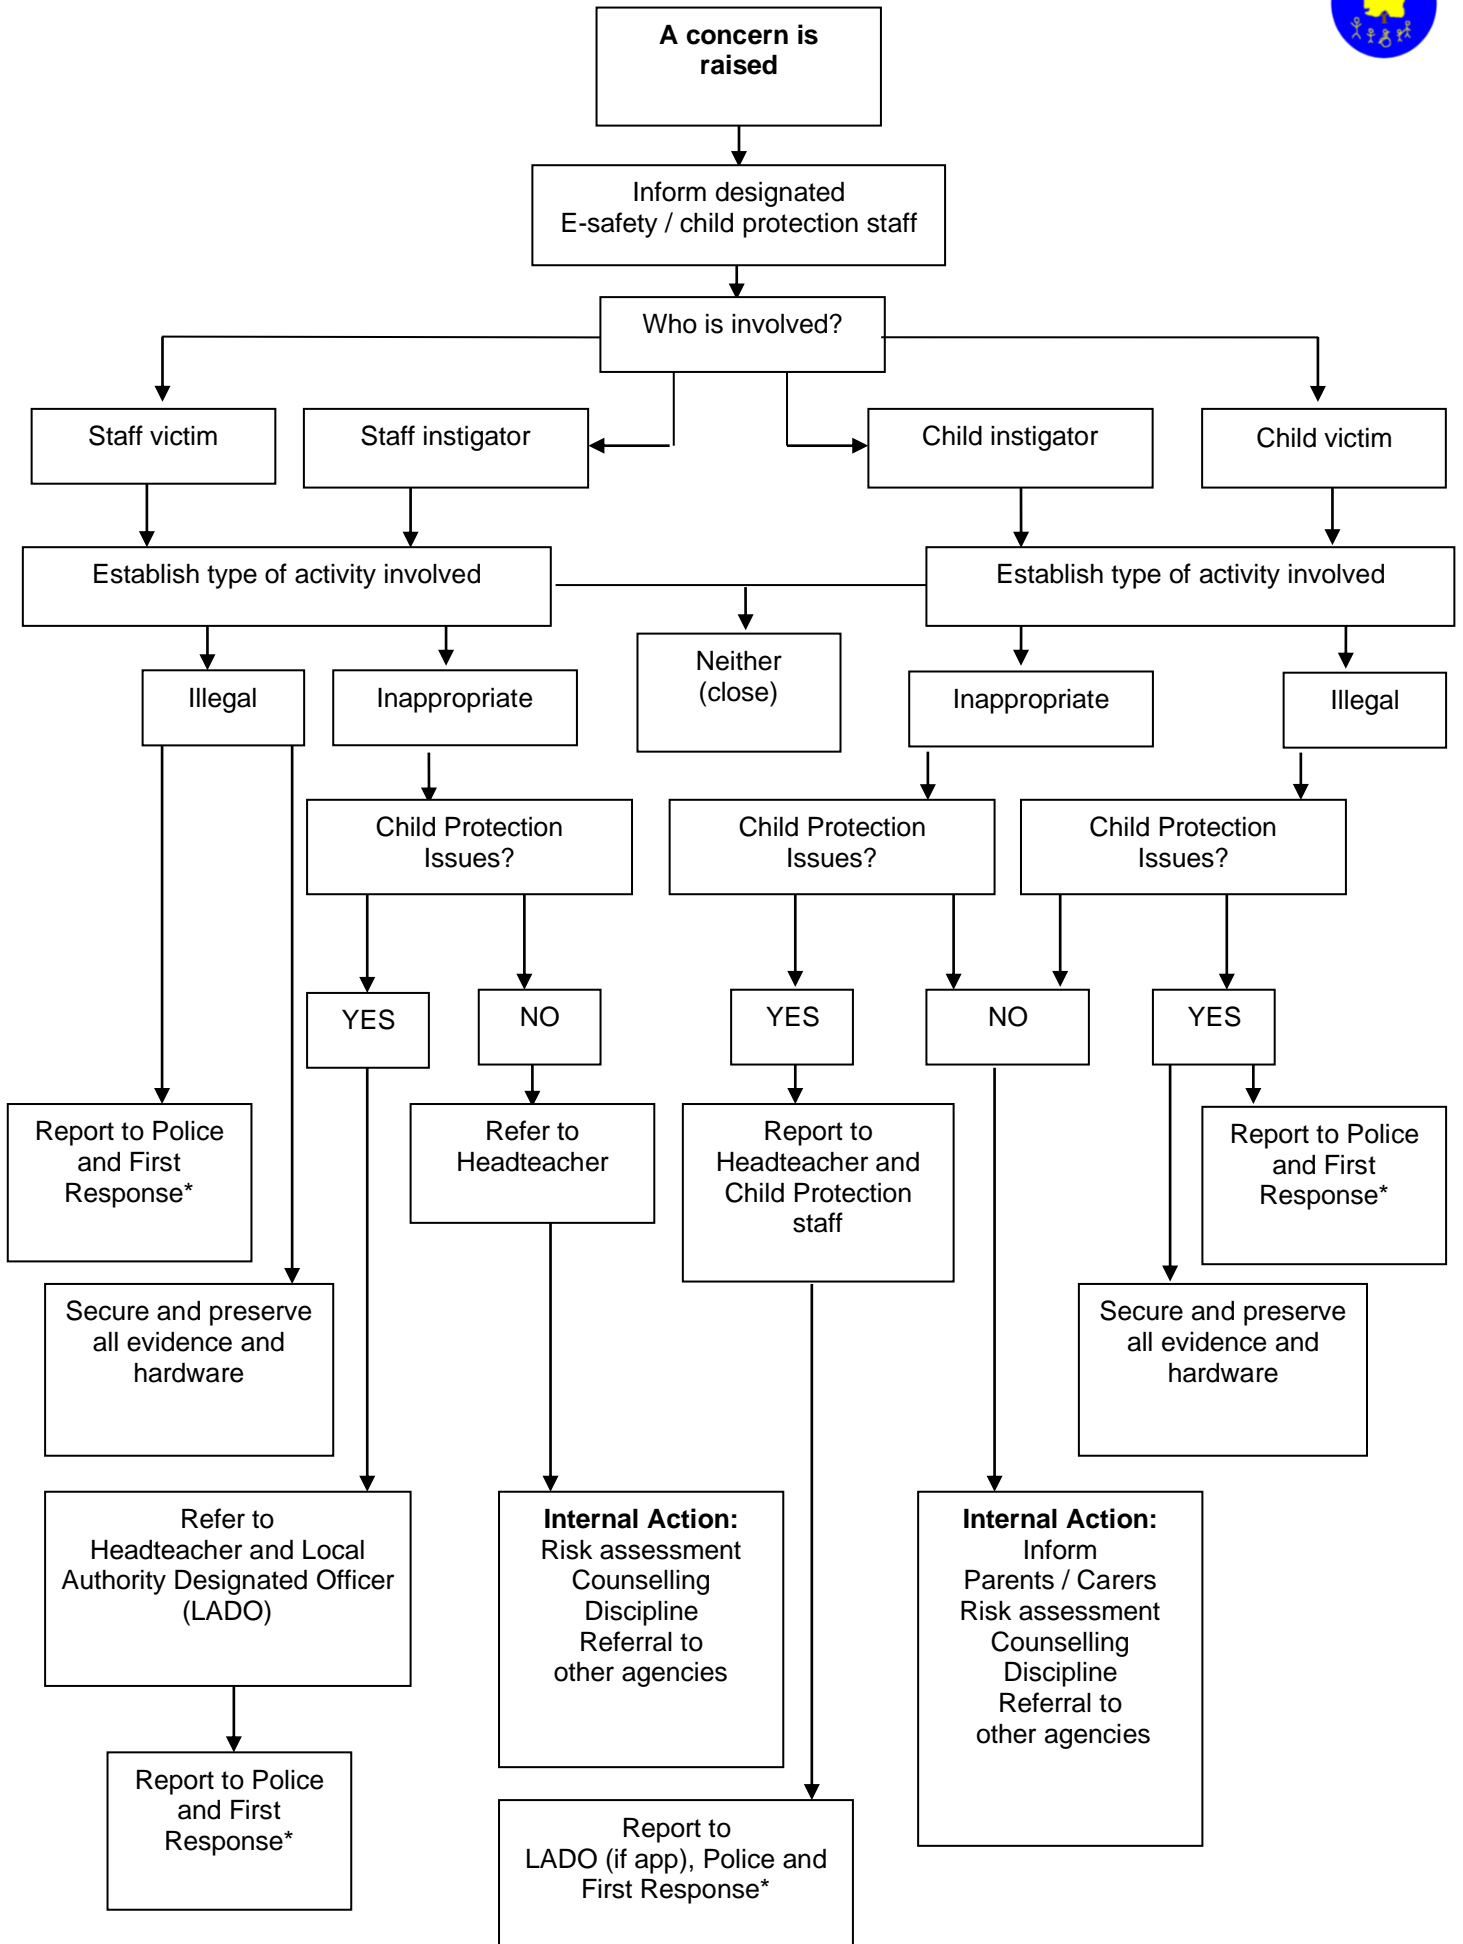 A concern is
raised
Inform designated
E-safety / child protection staff
Who is involved?
Staff victim
Staff instigator
Child instigator
Child victim
Establish type of activity involved
Establish type of activity involved
Neither
(close)
Illegal
Inappropriate
Inappropriate
Illegal
Child Protection
Issues?
Child Protection
Issues?
Child Protection
Issues?
YES
NO
YES
NO
YES
Report to Police
and First
Response*
Refer to
Headteacher
Report to
Headteacher and
Child Protection
staff
Report to Police
and First
Response*
Secure and preserve
all evidence and
hardware
Secure and preserve
all evidence and
hardware
Refer to
Headteacher and Local
Authority Designated Officer
(LADO)
Internal Action:
Risk assessment
Counselling
Discipline
Referral to
other agencies
Internal Action:
Inform
Parents / Carers
Risk assessment
Counselling
Discipline
Referral to
other agencies
Report to Police
and First
Response*
Report to
LADO (if app), Police and
First Response*